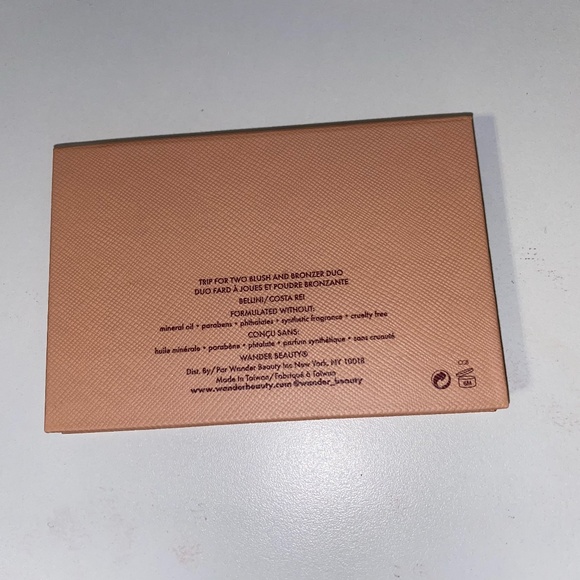 TRIP FOR TWO BLUSH AND BRONZER DUO
DUO FARD À JOUES ET POUDRE BRONZANTE
BELLINI/COSTA REI
FORMULATED WITHOUT:
mineral oil • parabens • phthalates • synthetic fragrance • cruelty free
CONÇU SANS:
huile minérale • parabène • phtalate • parfum synthétique • sans cruauté
WANDER BEAUTY®
Dist. By/Par Wander Beauty Inc New York, NY 10018
Made in Taiwan/Fabriqué à Taiwan
www.wanderbeauty.com @wander_beauty